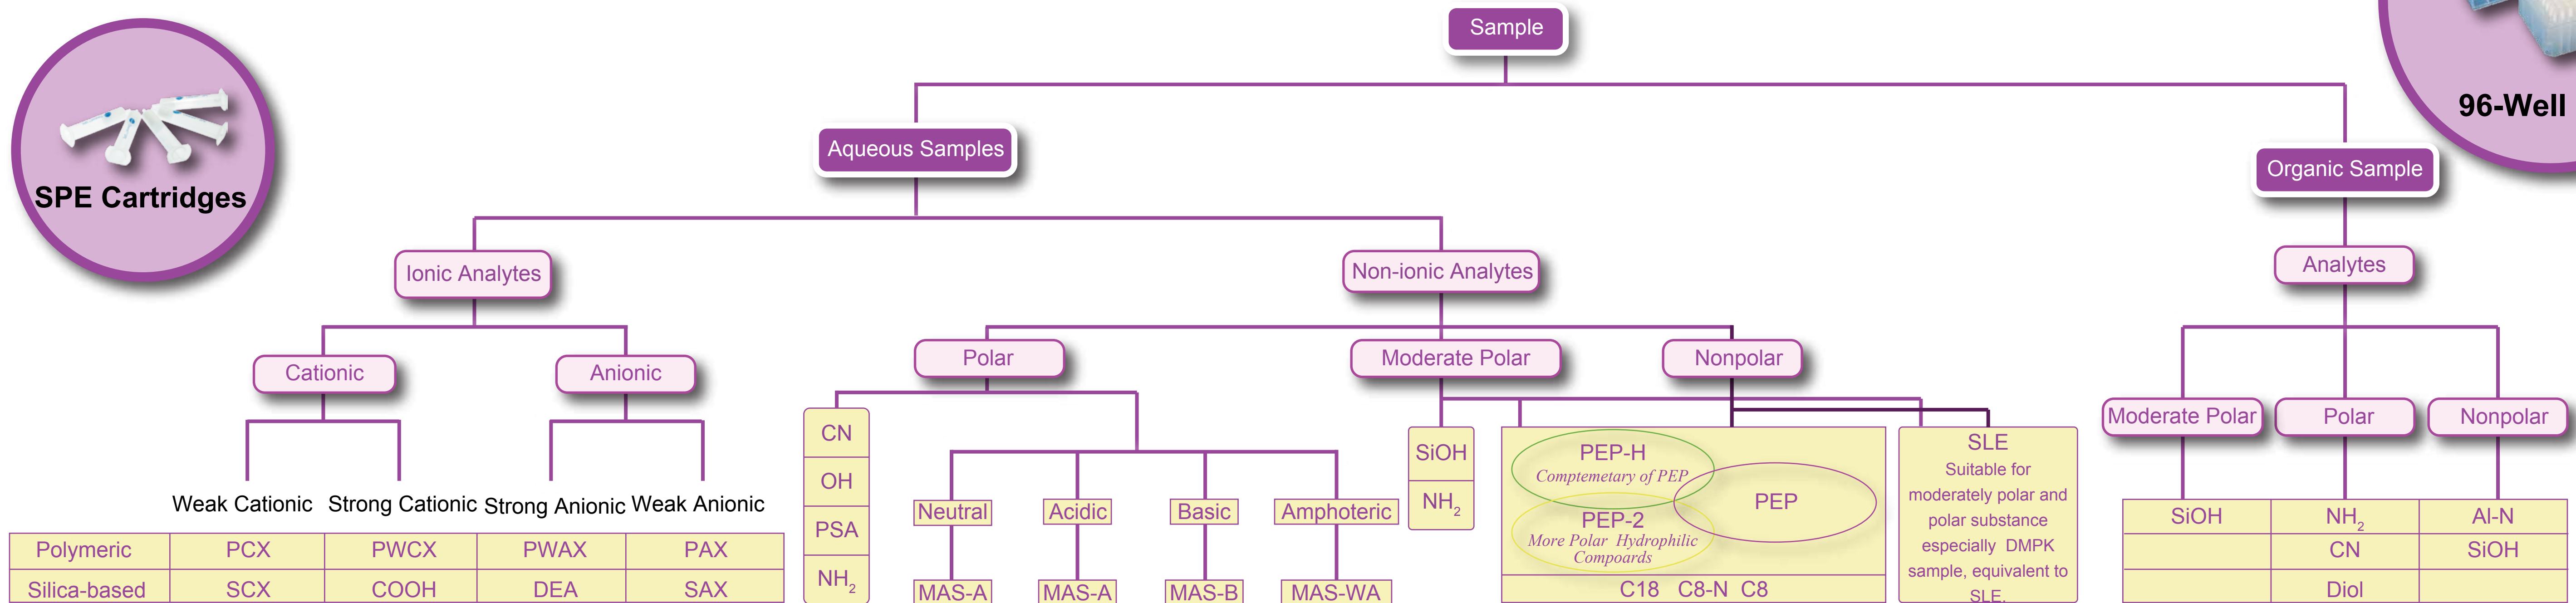 Sample
SPE Cartridges
96-Well
Aqueous Samples
Organic Sample
Ionic Analytes
Non-ionic Analytes
Analytes
Cationic
Anionic
Polar
Moderate Polar
Nonpolar
Moderate Polar
Polar
Nonpolar
Weak Cationic
Strong Cationic
Strong Anionic
Weak Anionic
Polymeric PCX PWCX PWAX PAX
Silica-based SCX COOH DEA SAX
CN
OH
PSA
NH2
Neutral
Acidic
Basic
Amphoteric
MAS-A
MAS-A
MAS-B
MAS-WA
SiOH
NH2
PEP-H
Comptemetary of PEP
PEP
PEP-2
More Polar Hydrophilic
Compoards
C18 C8-N C8
SLE
Suitable for
moderately polar and
polar substance
especially DMPK
sample, equivalent to
SLE.
SiOH NH2 Al-N
CN SiOH
Diol